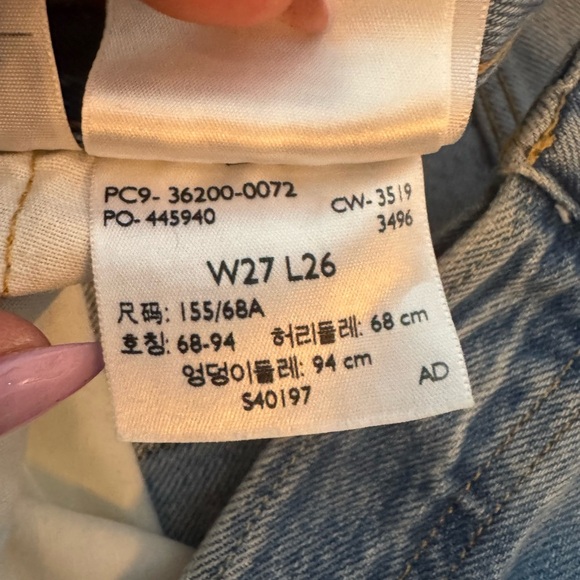 PC9- 36200-0072 CW- 3519
PO- 445940 3496
W27 L26
尺码: 155/68A
호칭: 68-94 허리둘레: 68 cm
엉덩이둘레: 94 cm
S40197 AD